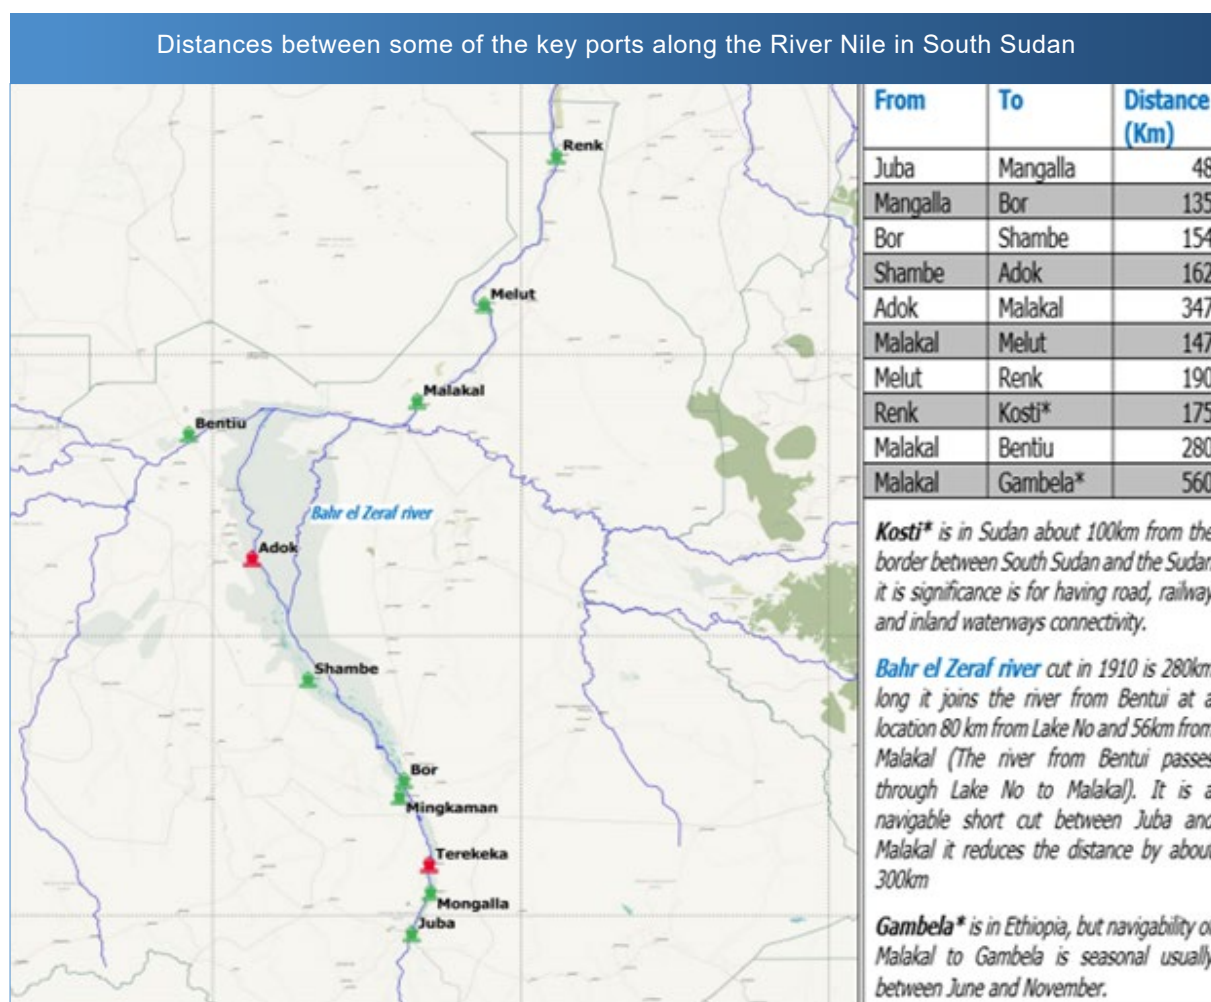 Distances between some of the key ports along the River Nile in South Sudan
Renk
Melut
Malakal
Bentiu
Bahr el Zeraf river
Adok
Shambe
Bor
Mingkaman
Terekeka
Mongalla
Juba
From To Distance (Km)
Juba Mangalla 48
Mangalla Bor 135
Bor Shambe 154
Shambe Adok 162
Adok Malakal 347
Malakal Melut 147
Melut Renk 190
Renk Kosti* 175
Malakal Bentiu 280
Malakal Gambela* 560
Kosti* is in Sudan about 100km from the
border between South Sudan and the Sudan
it is significance is for having road, railway
and inland waterways connectivity.
Bahr el Zeraf river cut in 1910 is 280km
long it joins the river from Bentui at a
location 80 km from Lake No and 56km from
Malakal (The river from Bentui passes
through Lake No to Malakal). It is a
navigable short cut between Juba and
Malakal it reduces the distance by about
300km
Gambela* is in Ethiopia, but navigability of
Malakal to Gambela is seasonal usually
between June and November.